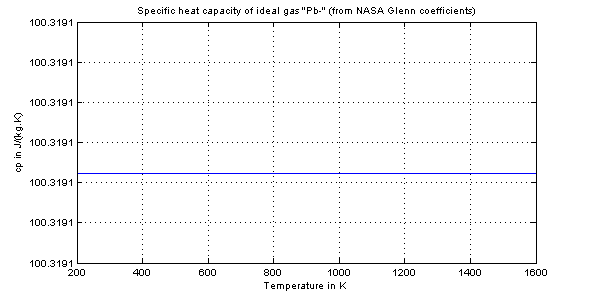 Specific heat capacity of ideal gas "Pb-" (from NASA Glenn coefficients)
100.3191
100.3191
100.3191
100.3191
100.3191
100.3191
100.3191
cp in J/(kg.K)
200 400 600 800 1000 1200 1400 1600
Temperature in K